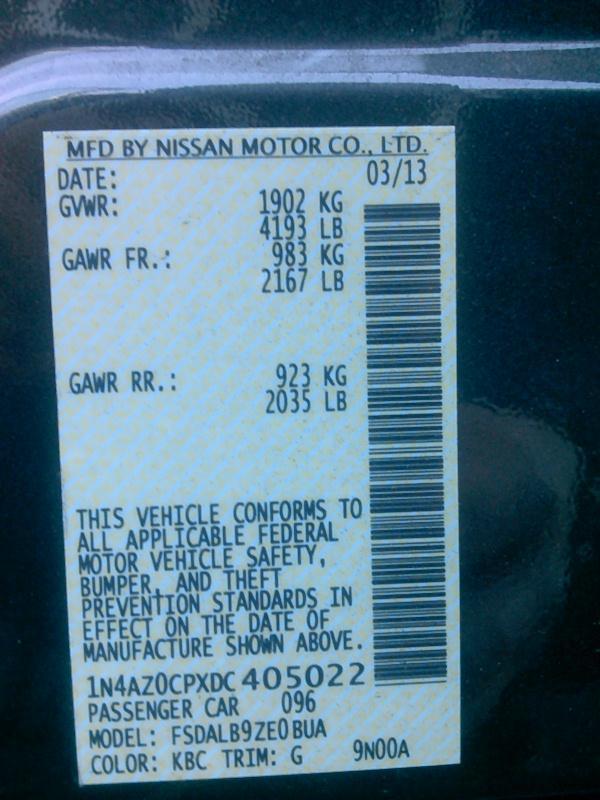 MFD BY NISSAN MOTOR CO., LTD.
DATE: 03/13
GVWR: 1902 KG
4193 LB
GAWR FR.: 983 KG
2167 LB
GAWR RR.: 923 KG
2035 LB
THIS VEHICLE CONFORMS TO
ALL APPLICABLE FEDERAL
MOTOR VEHICLE SAFETY,
BUMPER, AND THEFT
PREVENTION STANDARDS IN
EFFECT ON THE DATE OF
MANUFACTURE SHOWN ABOVE.
1N4AZ0CPXDC405022
PASSENGER CAR 096
MODEL: FSDALB9ZE0BUA
COLOR: KBC TRIM: G 9N00A